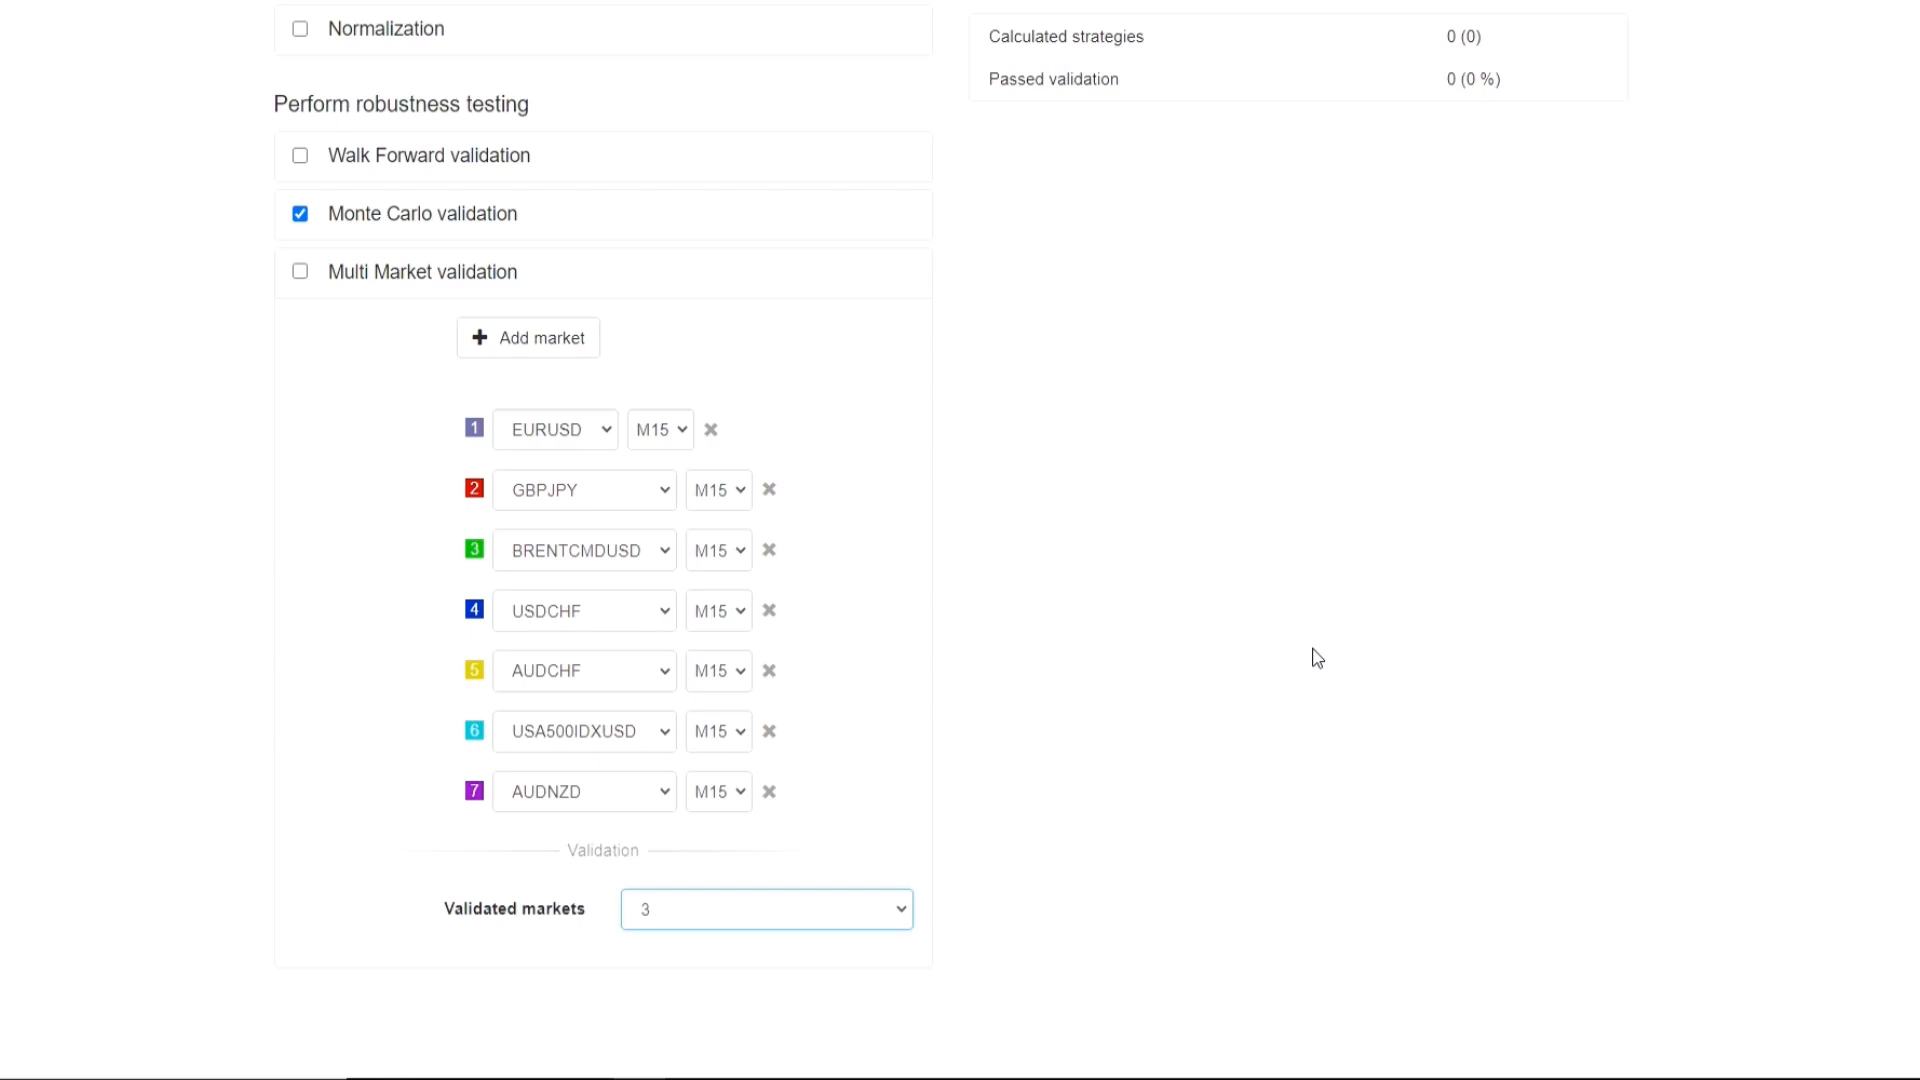 Normalization
Calculated strategies 0 (0)
Passed validation 0 (0 %)
Perform robustness testing
Walk Forward validation
Monte Carlo validation
Multi Market validation
Add market
1 EURUSD M15
2 GBPJPY M15
3 BRENTCMDUSD M15
4 USDCHF M15
5 AUDCHF M15
6 USA500IDXUSD M15
7 AUDNZD M15
Validation
Validated markets 3